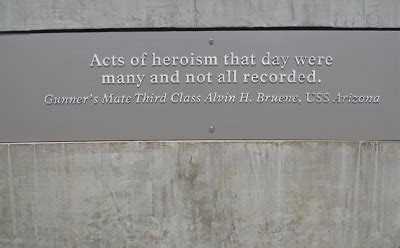 Acts of heroism that day were
many and not all recorded.
Gunner's Mate Third Class Alvin H. Bruene, USS Arizona